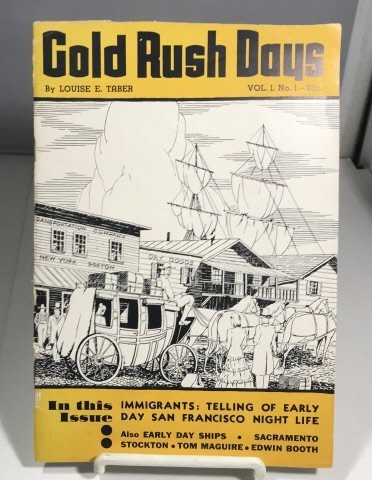 Gold Rush Days
By LOUISE E. TABER VOL. I. No. 1—25c.
TRANSPORTATION COMPANY
NEW YORK BOSTON
DRY GOODS
In this
Issue
IMMIGRANTS: TELLING OF EARLY
DAY SAN FRANCISCO NIGHT LIFE
Also EARLY DAY SHIPS • SACRAMENTO
STOCKTON • TOM MAGUIRE • EDWIN BOOTH